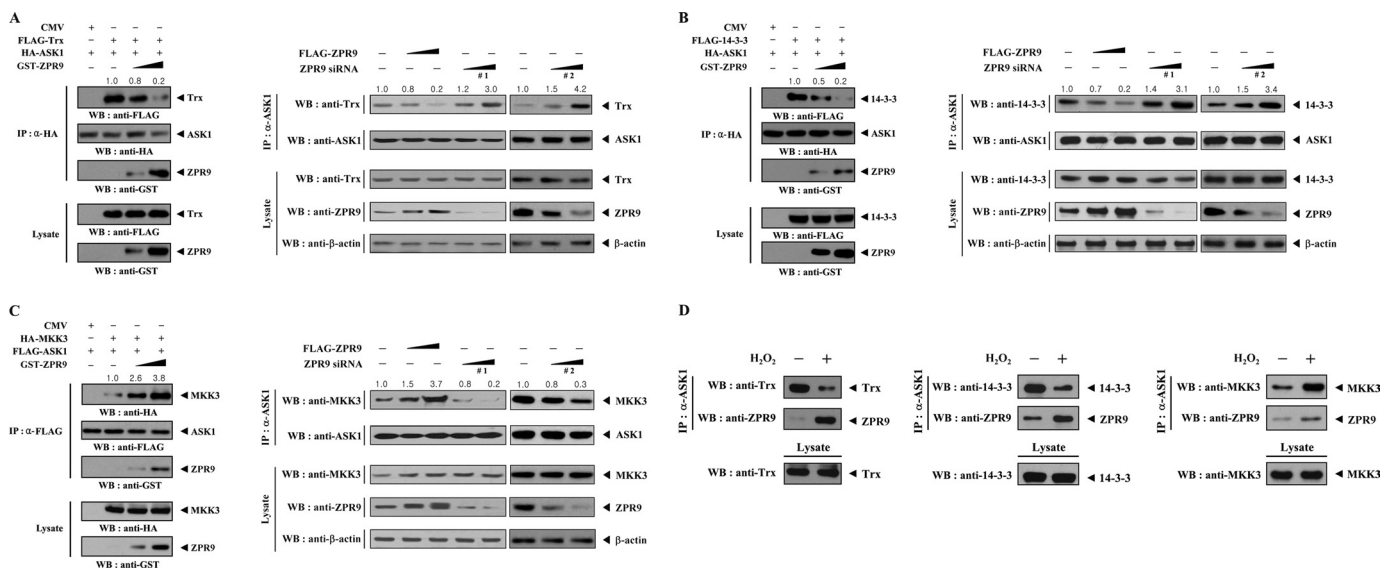 A
CMV + − − −
FLAG-Trx − + + +
HA-ASK1 + + + +
GST-ZPR9 − −
1.0 0.8 0.2
IP : α-HA
Trx
WB : anti-FLAG
ASK1
WB : anti-HA
ZPR9
WB : anti-GST
Lysate
Trx
WB : anti-FLAG
ZPR9
WB : anti-GST
FLAG-ZPR9 − − − − − −
ZPR9 siRNA − − − −
# 1 # 2
1.0 0.8 0.2 1.2 3.0 1.0 1.5 4.2
IP : α-ASK1
WB : anti-Trx Trx
WB : anti-ASK1 ASK1
Lysate
WB : anti-Trx Trx
WB : anti-ZPR9 ZPR9
WB : anti-β-actin β-actin
B
CMV + − − −
FLAG-14-3-3 − + + +
HA-ASK1 + + + +
GST-ZPR9 − −
1.0 0.5 0.2
IP : α-HA
14-3-3
WB : anti-FLAG
ASK1
WB : anti-HA
ZPR9
WB : anti-GST
Lysate
14-3-3
WB : anti-FLAG
ZPR9
WB : anti-GST
FLAG-ZPR9 − − − − − −
ZPR9 siRNA − − − −
# 1 # 2
1.0 0.7 0.2 1.4 3.1 1.0 1.5 3.4
IP : α-ASK1
WB : anti-14-3-3 14-3-3
WB : anti-ASK1 ASK1
Lysate
WB : anti-14-3-3 14-3-3
WB : anti-ZPR9 ZPR9
WB : anti-β-actin β-actin
C
CMV + − − −
HA-MKK3 − + + +
FLAG-ASK1 + + + +
GST-ZPR9 − −
1.0 2.6 3.8
IP : α-FLAG
MKK3
WB : anti-HA
ASK1
WB : anti-FLAG
ZPR9
WB : anti-GST
Lysate
MKK3
WB : anti-HA
ZPR9
WB : anti-GST
FLAG-ZPR9 − − − − − −
ZPR9 siRNA − − − −
# 1 # 2
1.0 1.5 3.7 0.8 0.2 1.0 0.8 0.3
IP : α-ASK1
WB : anti-MKK3 MKK3
WB : anti-ASK1 ASK1
Lysate
WB : anti-MKK3 MKK3
WB : anti-ZPR9 ZPR9
WB : anti-β-actin β-actin
D
H₂O₂ − +
IP : α-ASK1
WB : anti-Trx Trx
WB : anti-ZPR9 ZPR9
Lysate
WB : anti-Trx Trx
H₂O₂ − +
IP : α-ASK1
WB : anti-14-3-3 14-3-3
WB : anti-ZPR9 ZPR9
Lysate
WB : anti-14-3-3 14-3-3
H₂O₂ − +
IP : α-ASK1
WB : anti-MKK3 MKK3
WB : anti-ZPR9 ZPR9
Lysate
WB : anti-MKK3 MKK3